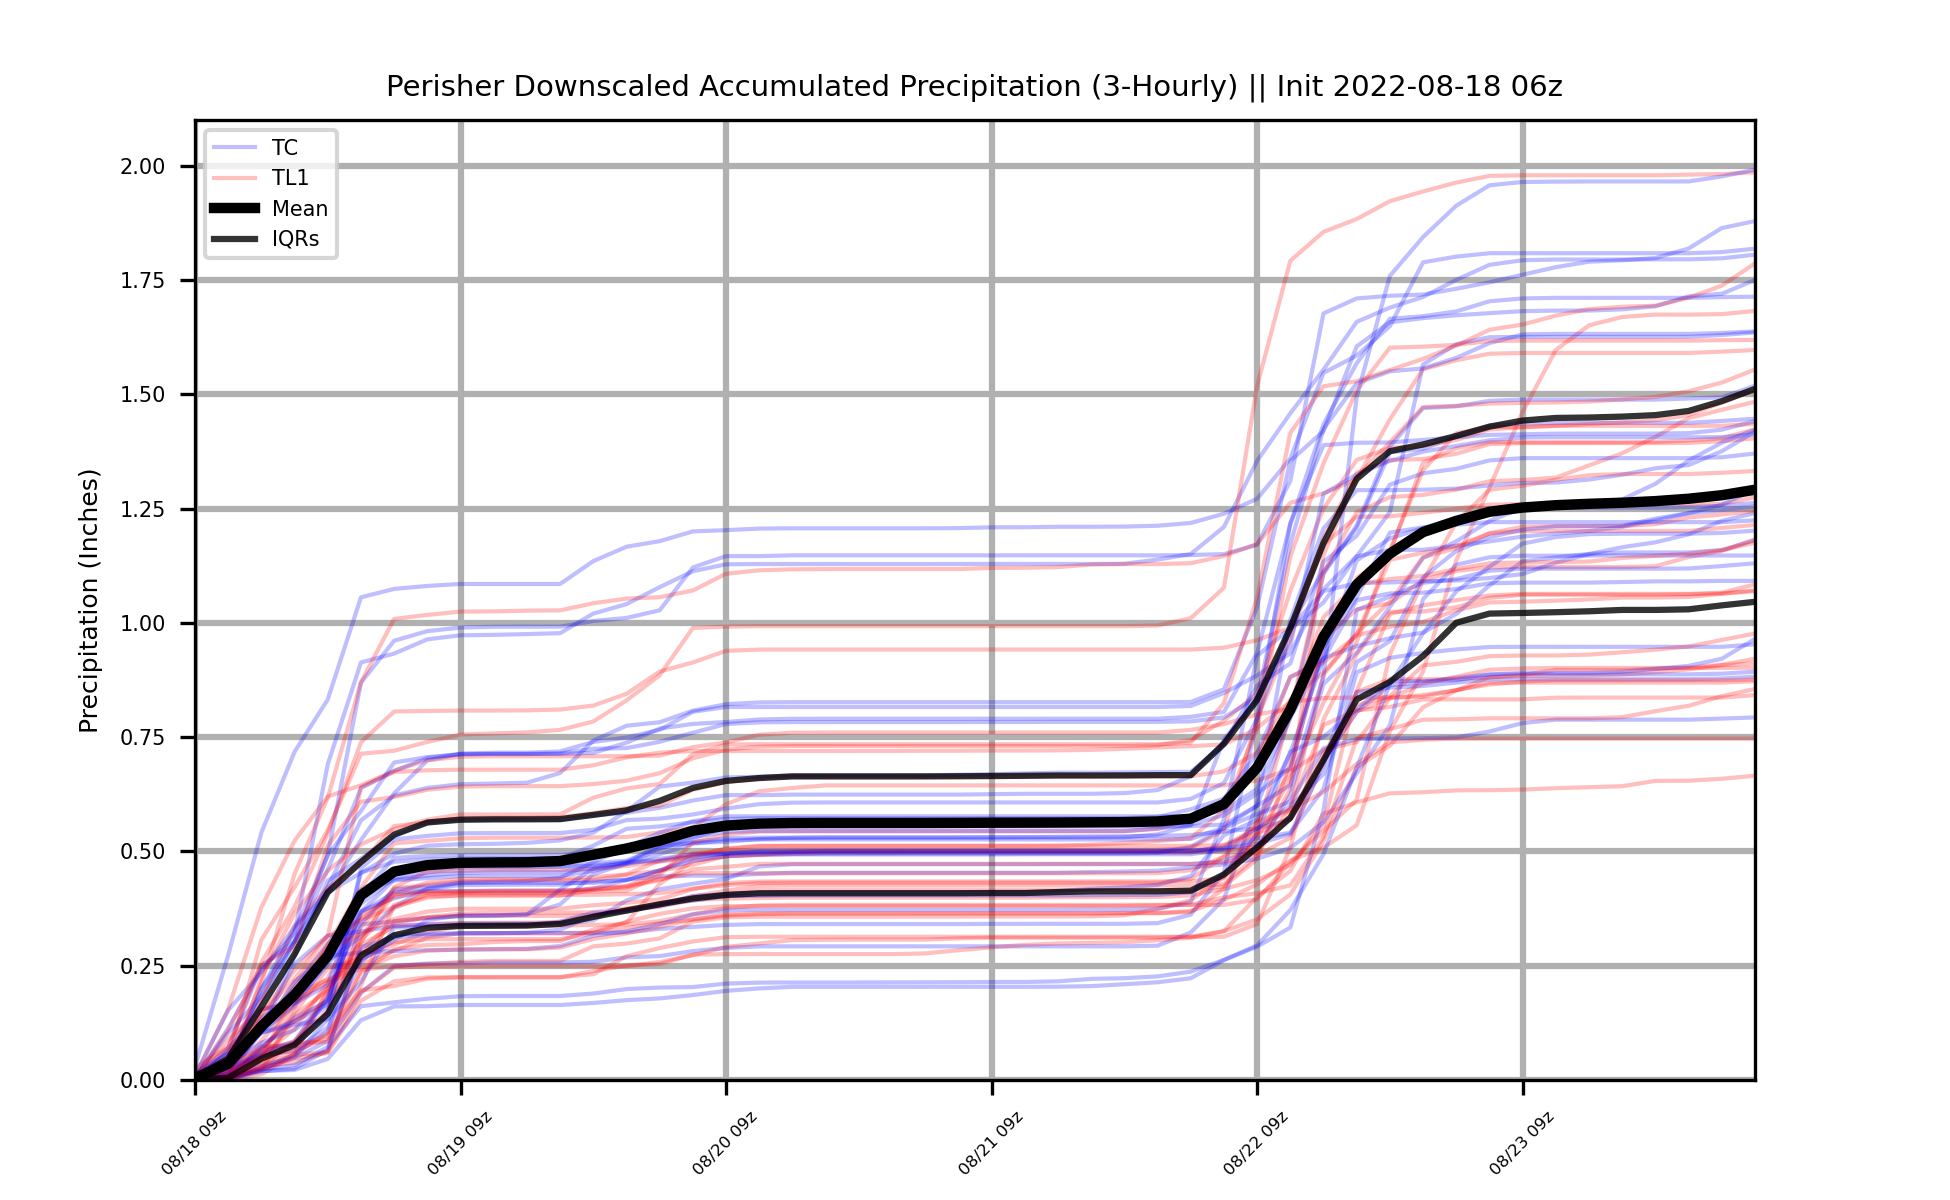 Perisher Downscaled Accumulated Precipitation (3-Hourly) || Init 2022-08-18 06z
TC
TL1
Mean
IQRs
Precipitation (Inches)
2.00
1.75
1.50
1.25
1.00
0.75
0.50
0.25
0.00
08/18 09z
08/19 09z
08/20 09z
08/21 09z
08/22 09z
08/23 09z